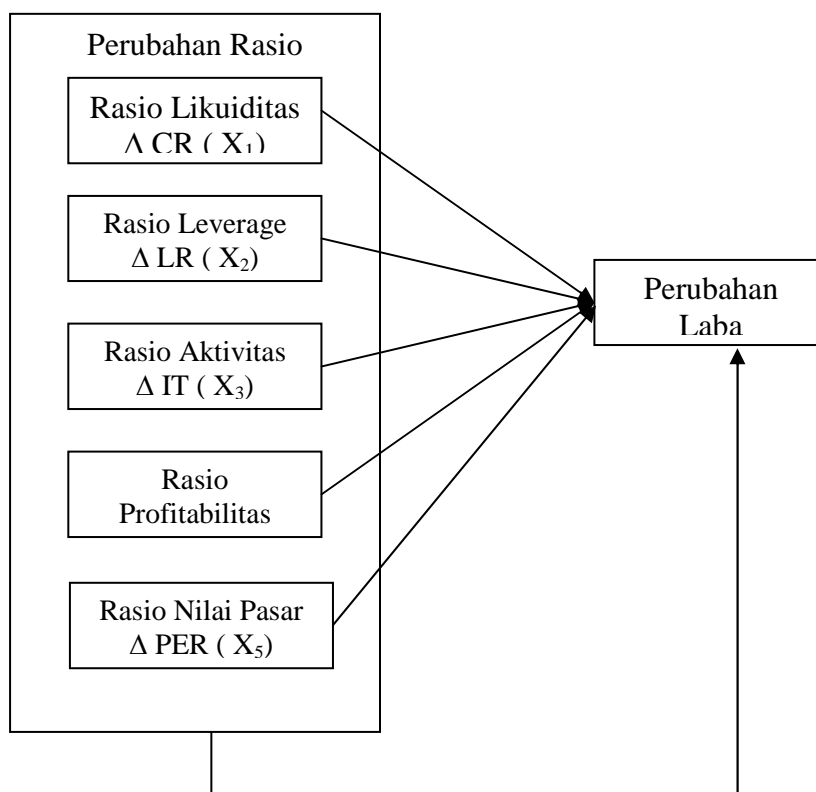 Perubahan Rasio
Rasio Likuiditas
Δ CR ( X₁)
Rasio Leverage
Δ LR ( X₂)
Rasio Aktivitas
Δ IT ( X₃)
Rasio
Profitabilitas
Rasio Nilai Pasar
Δ PER ( X₅)
Perubahan
Laba